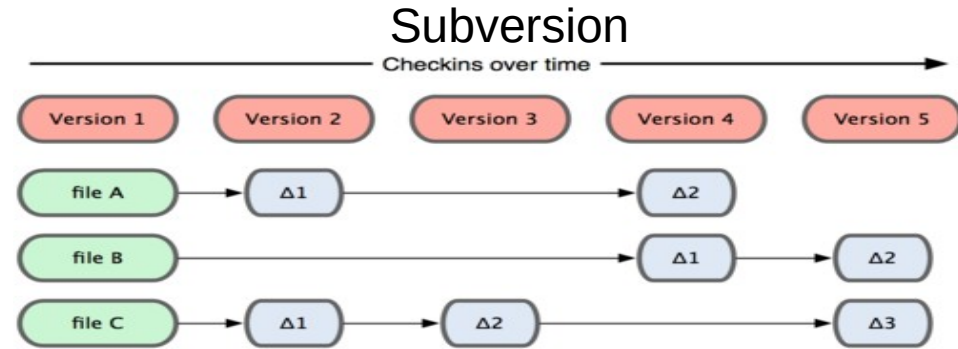 Subversion
Checkins over time
Version 1 Version 2 Version 3 Version 4 Version 5
file A Δ1 Δ2
file B Δ1 Δ2
file C Δ1 Δ2 Δ3